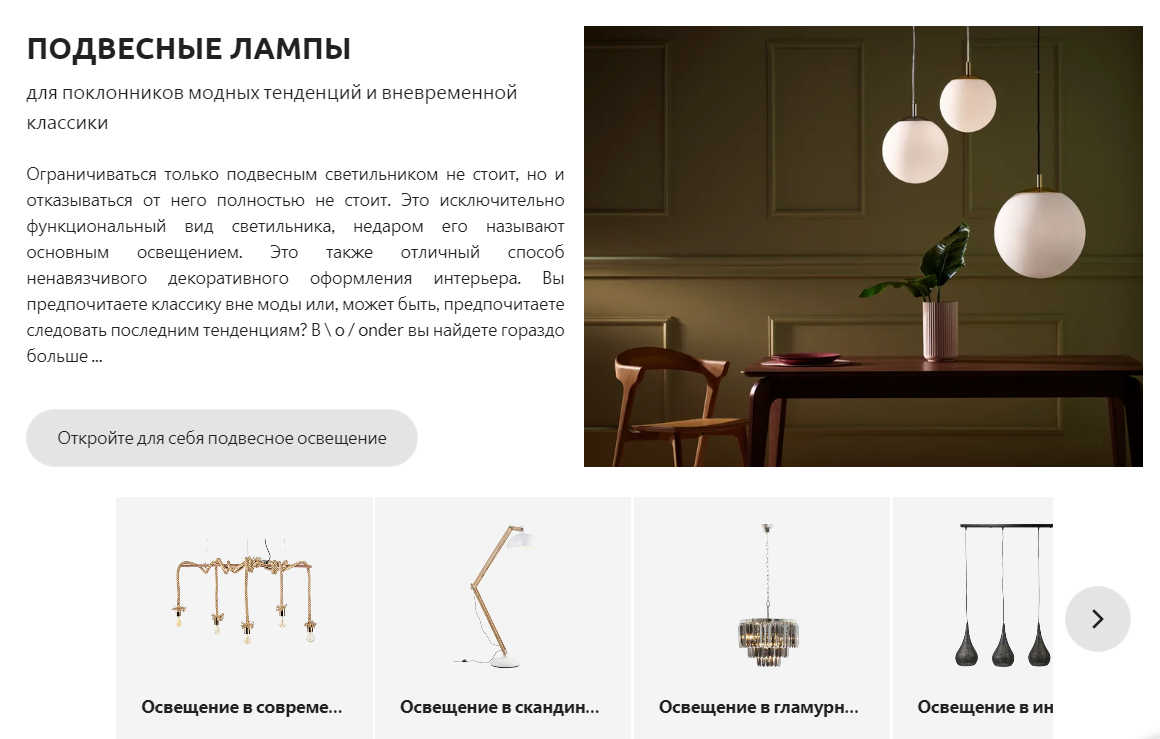 ПОДВЕСНЫЕ ЛАМПЫ
для поклонников модных тенденций и вневременной
классики
Ограничиваться только подвесным светильником не стоит, но и
отказываться от него полностью не стоит. Это исключительно
функциональный вид светильника, недаром его называют
основным освещением. Это также отличный способ
ненавязчивого декоративного оформления интерьера. Вы
предпочитаете классику вне моды или, может быть, предпочитаете
следовать последним тенденциям? В \ o / onder вы найдете гораздо
больше ...
Откройте для себя подвесное освещение
Освещение в совреме...
Освещение в скандин...
Освещение в гламурн...
Освещение в ин